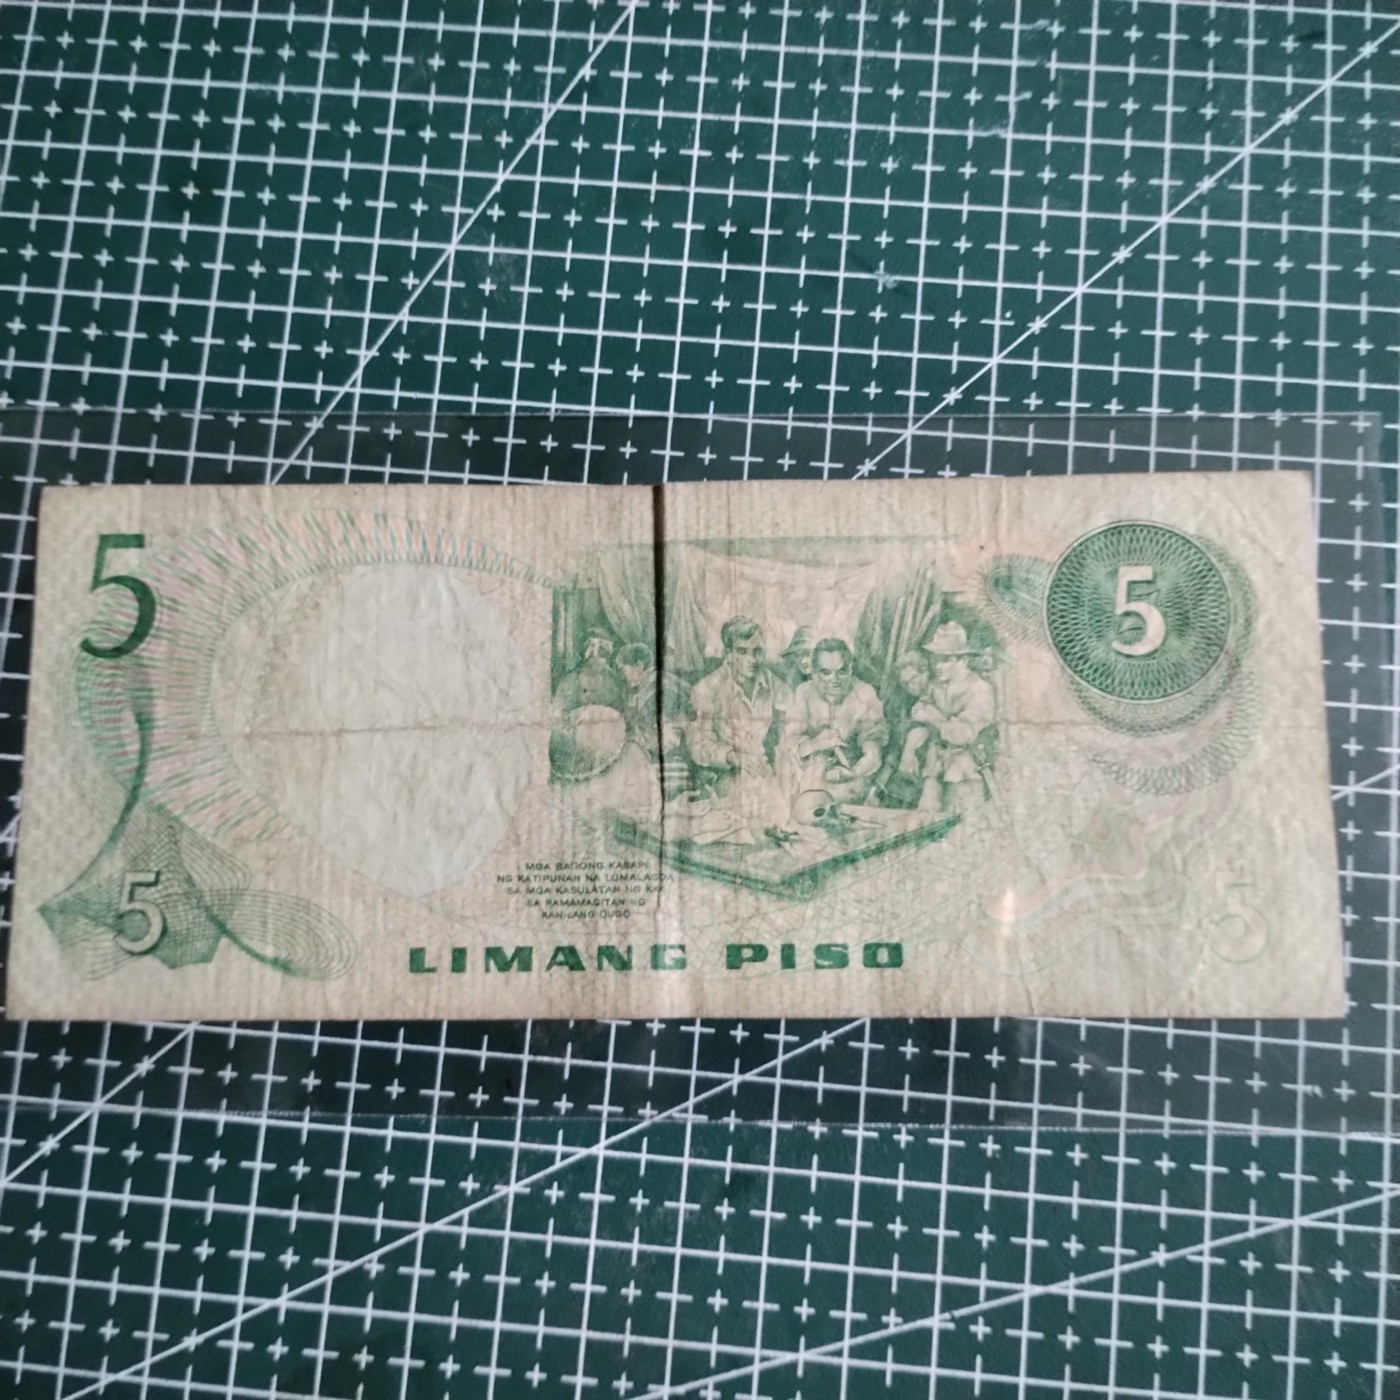 5
5
MGA BAGONG KASAPI
NG KATIPUNAN NA LUMALAGDA
SA MGA KASULATAN NG KKK
SA PAMAMAGITAN NG
KANILANG DUGO
5
5
LIMANG PISO